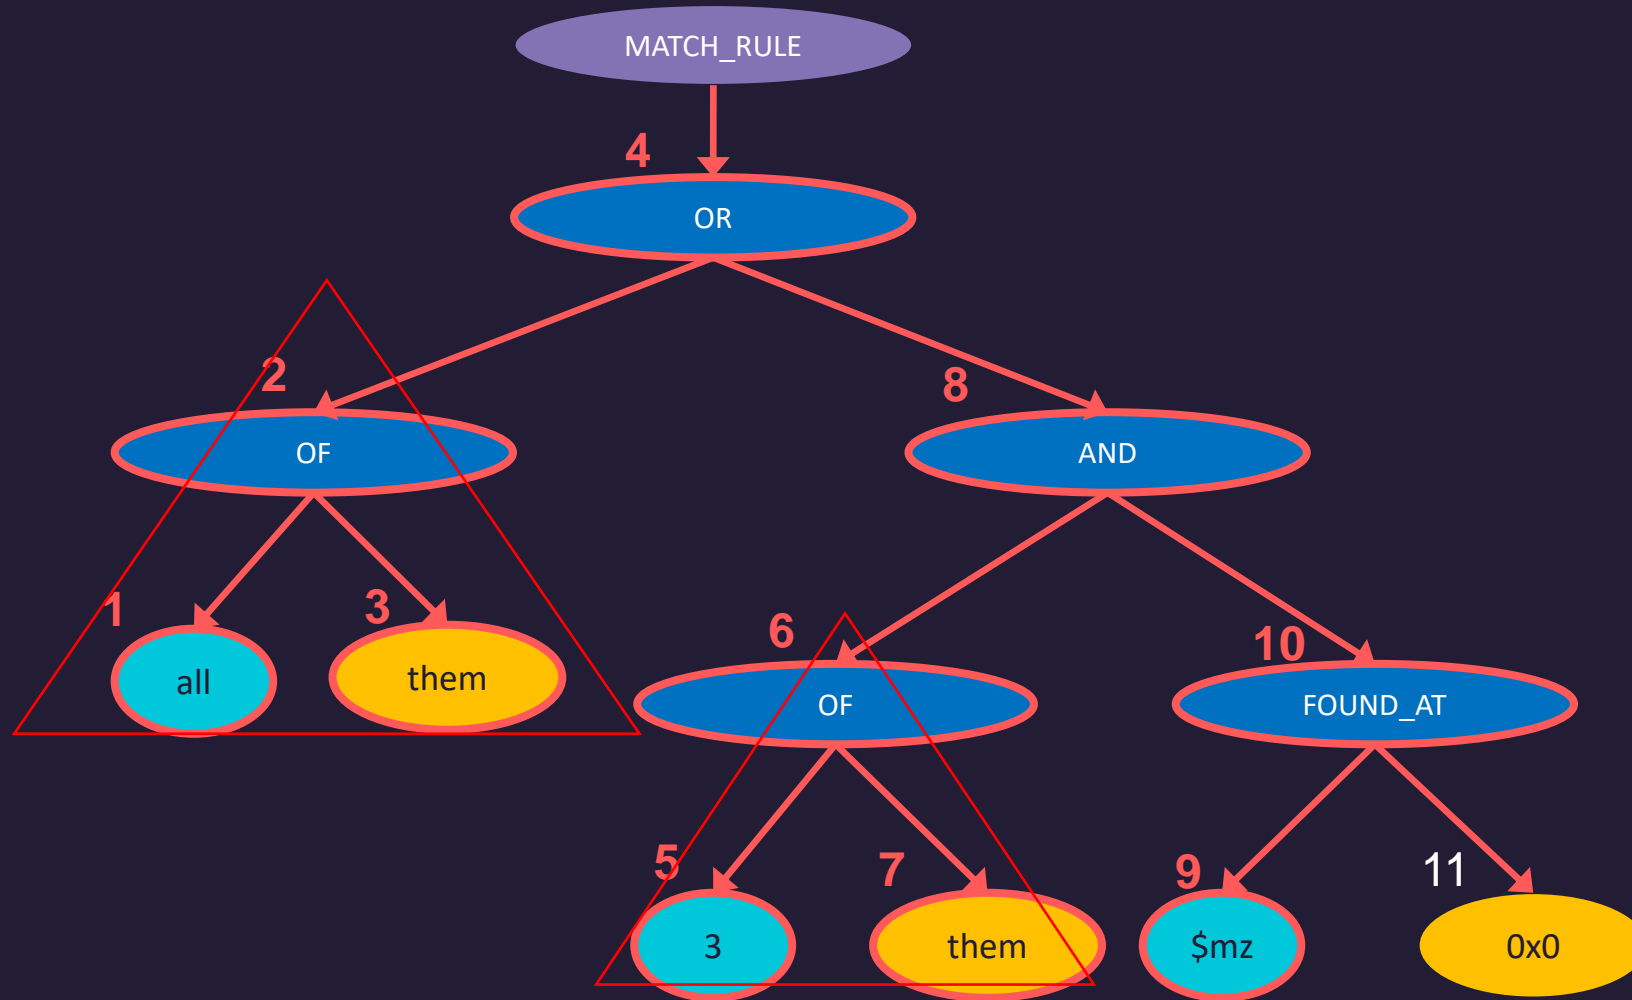 MATCH_RULE
4
OR
2
8
OF
AND
1
3
all
them
6
10
OF
FOUND_AT
5
7
9
11
3
them
$mz
0x0